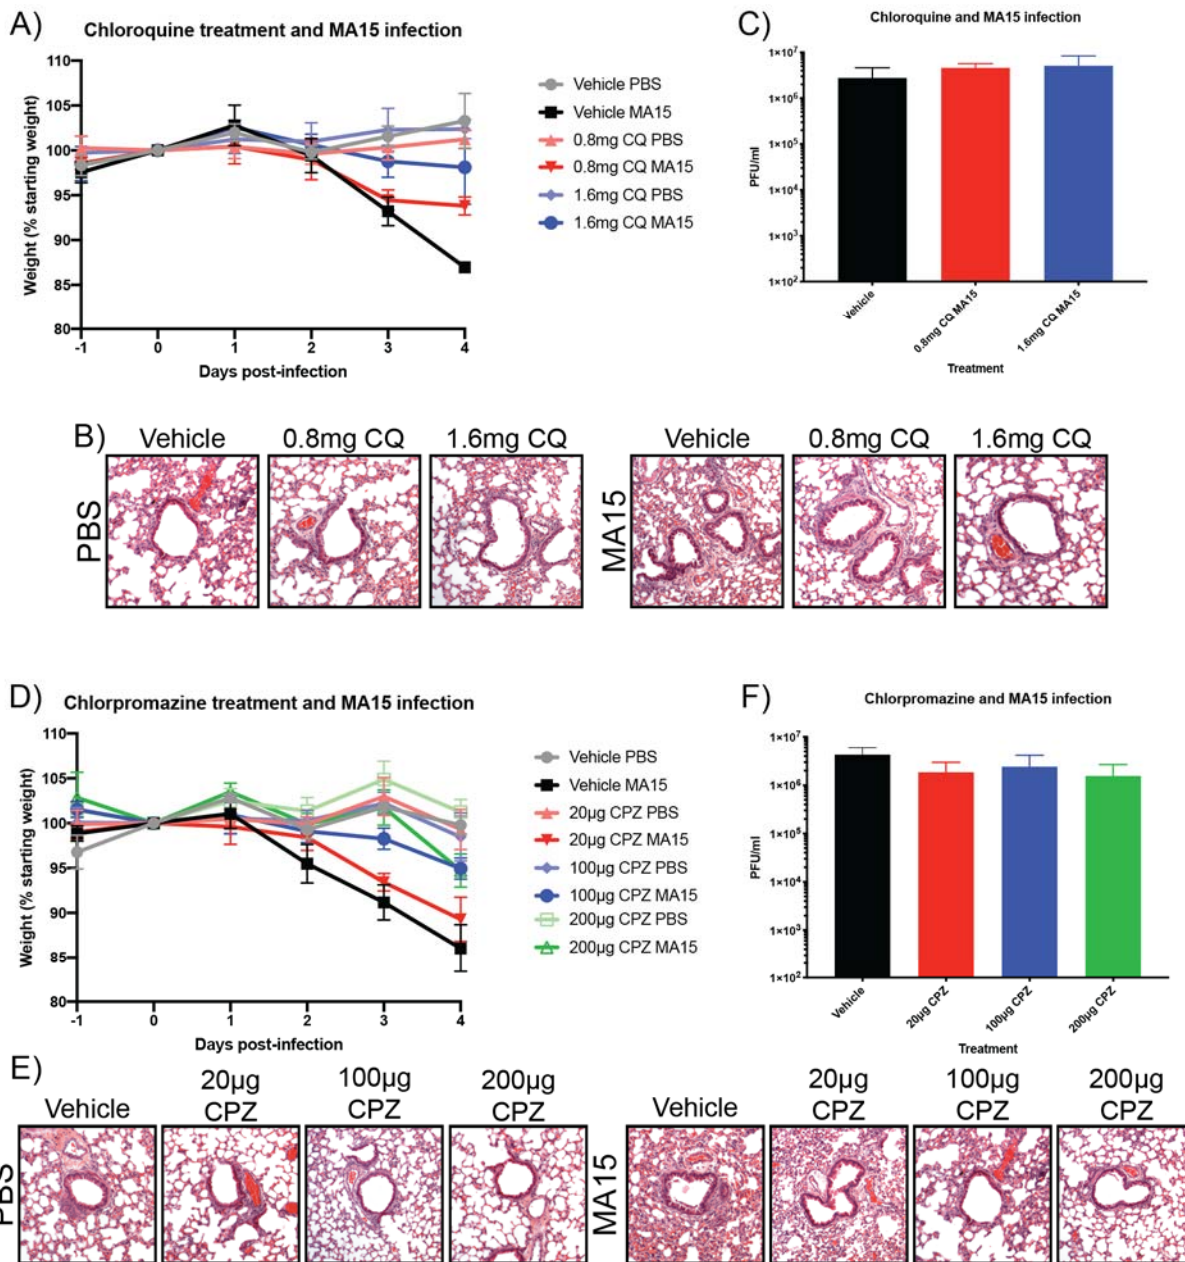 A)
Chloroquine treatment and MA15 infection
Weight (% starting weight)
110
105
100
95
90
85
80
-1 0 1 2 3 4
Days post-infection
Vehicle PBS
Vehicle MA15
0.8mg CQ PBS
0.8mg CQ MA15
1.6mg CQ PBS
1.6mg CQ MA15
C)
Chloroquine and MA15 infection
PFU/ml
1×10⁷
1×10⁶
1×10⁵
1×10⁴
1×10³
1×10²
Vehicle
0.8mg CQ MA15
1.6mg CQ MA15
Treatment
B)
Vehicle 0.8mg CQ 1.6mg CQ
PBS
Vehicle 0.8mg CQ 1.6mg CQ
MA15
D)
Chlorpromazine treatment and MA15 infection
Weight (% starting weight)
110
105
100
95
90
85
80
-1 0 1 2 3 4
Days post-infection
Vehicle PBS
Vehicle MA15
20µg CPZ PBS
20µg CPZ MA15
100µg CPZ PBS
100µg CPZ MA15
200µg CPZ PBS
200µg CPZ MA15
F)
Chlorpromazine and MA15 infection
PFU/ml
1×10⁷
1×10⁶
1×10⁵
1×10⁴
1×10³
1×10²
Vehicle
20µg CPZ
100µg CPZ
200µg CPZ
Treatment
E)
Vehicle
20µg
CPZ
100µg
CPZ
200µg
CPZ
PBS
Vehicle
20µg
CPZ
100µg
CPZ
200µg
CPZ
MA15